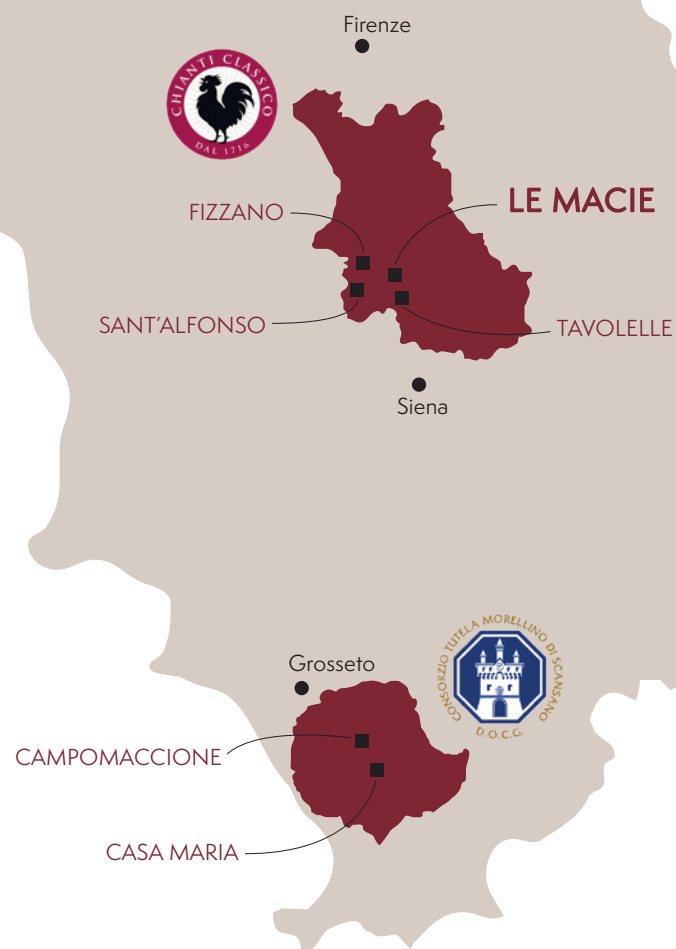 Firenze
CHIANTI CLASSICO
DAL 1716
FIZZANO
LE MACIE
SANT'ALFONSO
TAVOLELLE
Siena
CONSORZIO TUTELA MORELLINO DI SCANSANO
D.O.C.G.
Grosseto
CAMPOMACCIONE
CASA MARIA